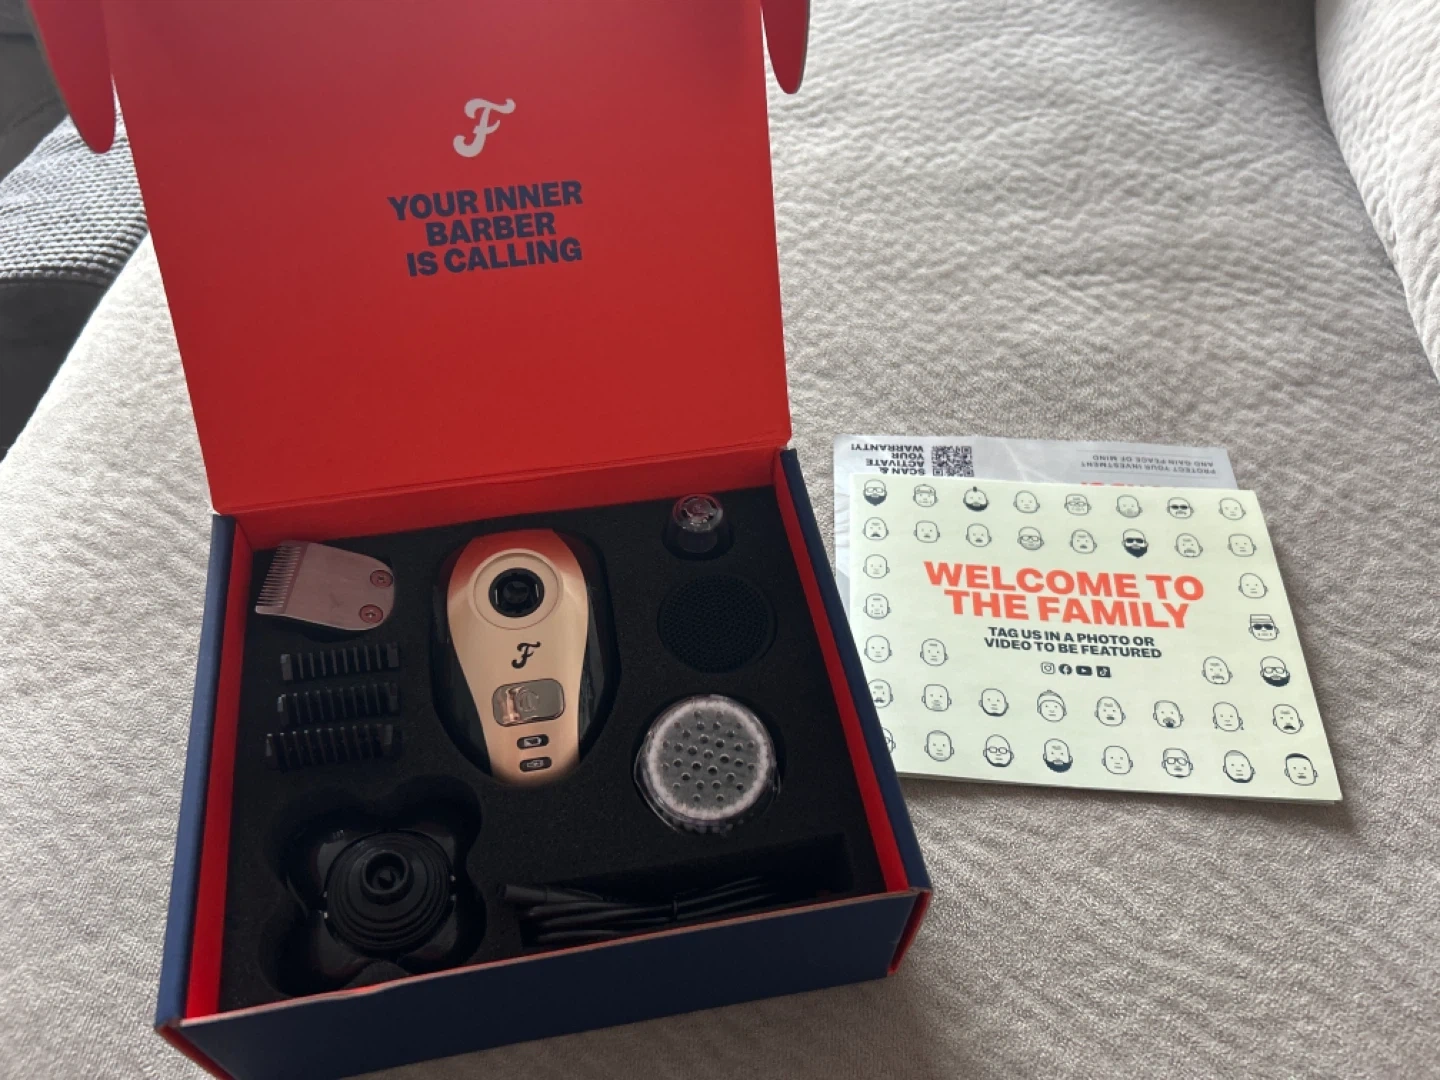 F
YOUR INNER
BARBER
IS CALLING
F
SCAN &
ACTIVATE
YOUR
WARRANTY!
PROTECT YOUR INVESTMENT
AND GAIN PEACE OF MIND
WELCOME TO
THE FAMILY
TAG US IN A PHOTO OR
VIDEO TO BE FEATURED